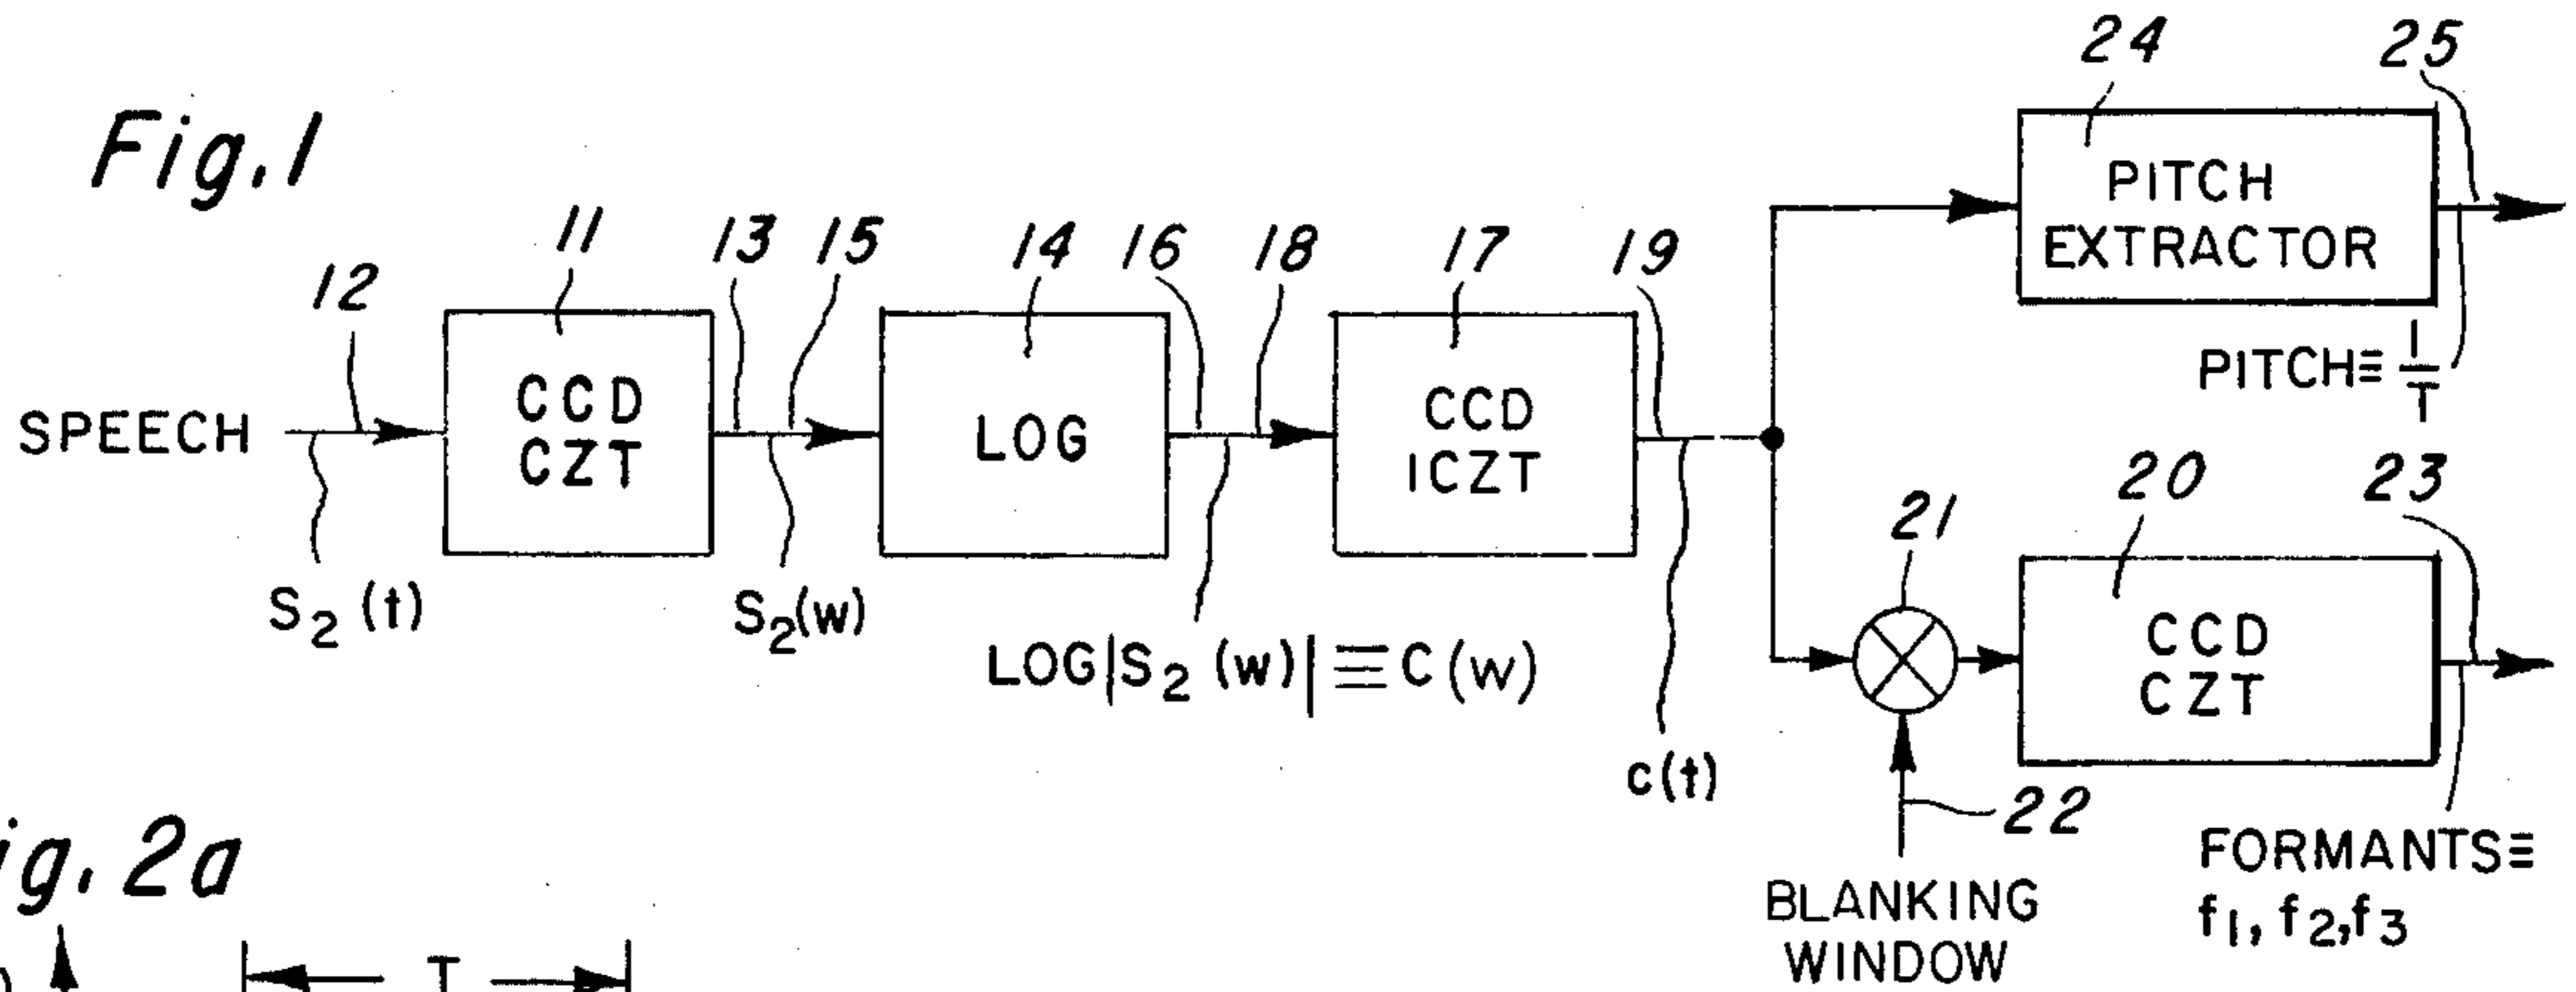 Fig.1
24
25
PITCH
EXTRACTOR
11
12
13
15
14
16
18
17
19
PITCH≡ 1/T
SPEECH
CCD
CZT
LOG
CCD
ICZT
20
23
21
S₂(t)
S₂(w)
LOG|S₂(w)|≡C(w)
CCD
CZT
c(t)
22
FORMANTS≡
f₁, f₂,f₃
BLANKING
WINDOW
ig. 2a
T